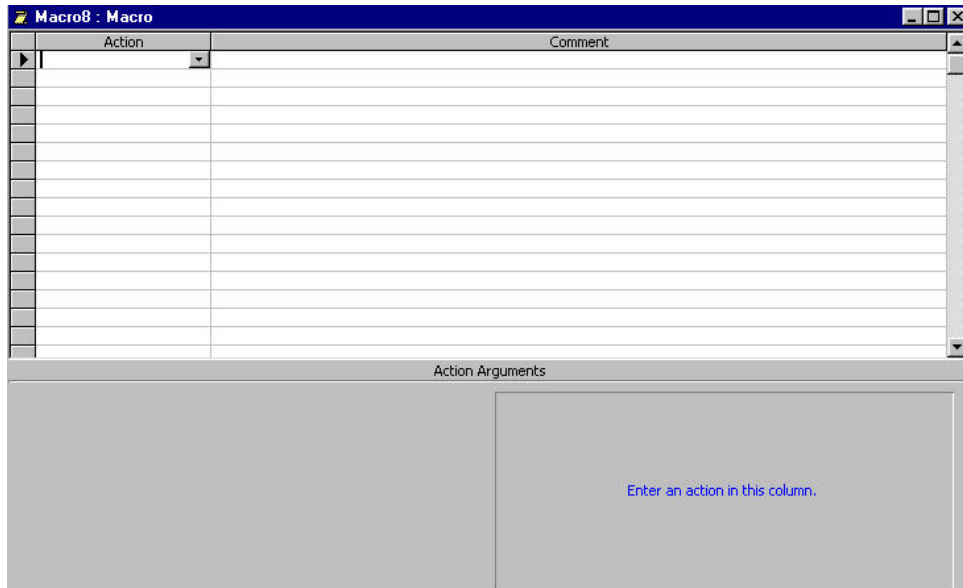 Macro8 : Macro
Action Comment
Action Arguments
Enter an action in this column.